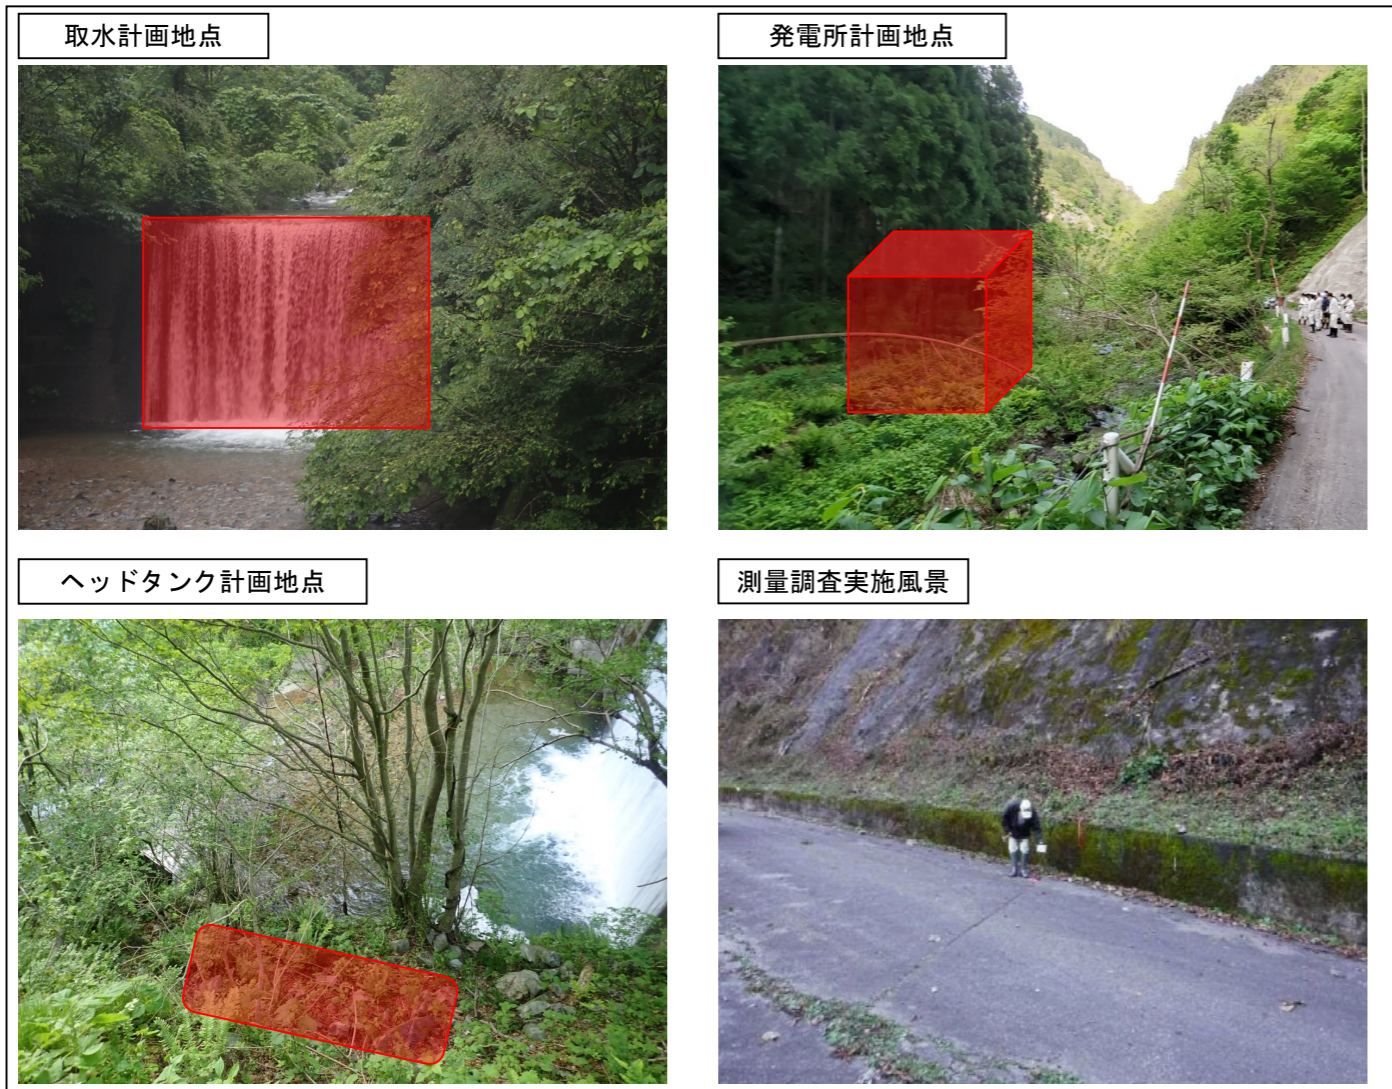 取水計画地点
発電所計画地点
ヘッドタンク計画地点
測量調査実施風景